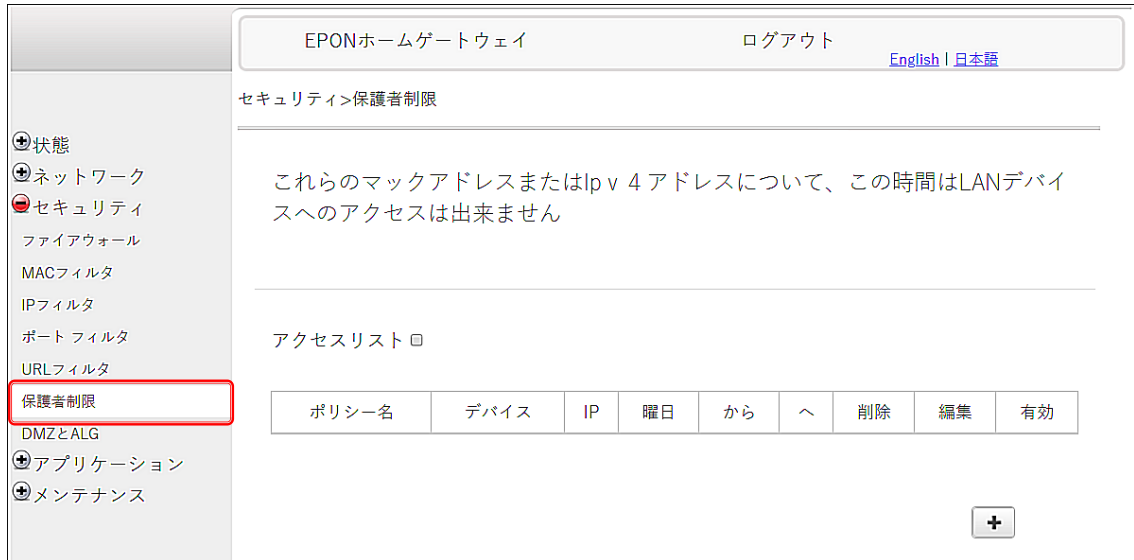 EPONホームゲートウェイ
ログアウト
English | 日本語
セキュリティ>保護者制限
状態
ネットワーク
セキュリティ
ファイアウォール
MACフィルタ
IPフィルタ
ポート フィルタ
URLフィルタ
保護者制限
DMZとALG
アプリケーション
メンテナンス
これらのマックアドレスまたはIpv4アドレスについて、この時間はLANデバイ
スへのアクセスは出来ません
アクセスリスト
ポリシー名 デバイス IP 曜日 から へ 削除 編集 有効